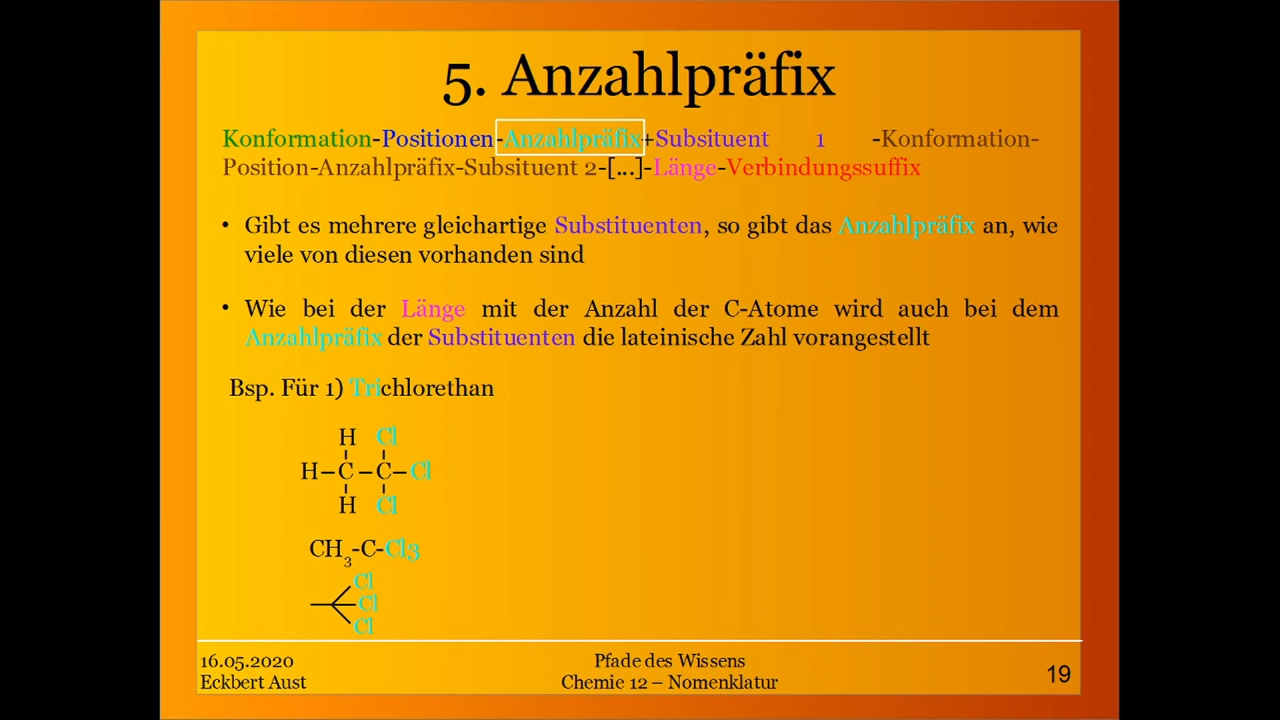 5. Anzahlpräfix
Konformation-Positionen-Anzahlpräfix+Subsituent 1 -Konformation-
Position-Anzahlpräfix-Subsituent 2-[...]-Länge-Verbindungssuffix
• Gibt es mehrere gleichartige Substituenten, so gibt das Anzahlpräfix an, wie
viele von diesen vorhanden sind
• Wie bei der Länge mit der Anzahl der C-Atome wird auch bei dem
Anzahlpräfix der Substituenten die lateinische Zahl vorangestellt
Bsp. Für 1) Trichlorethan
H Cl
H–C–C–Cl
H Cl
CH3-C-Cl3
Cl
Cl
Cl
16.05.2020
Eckbert Aust
Pfade des Wissens
Chemie 12 – Nomenklatur
19